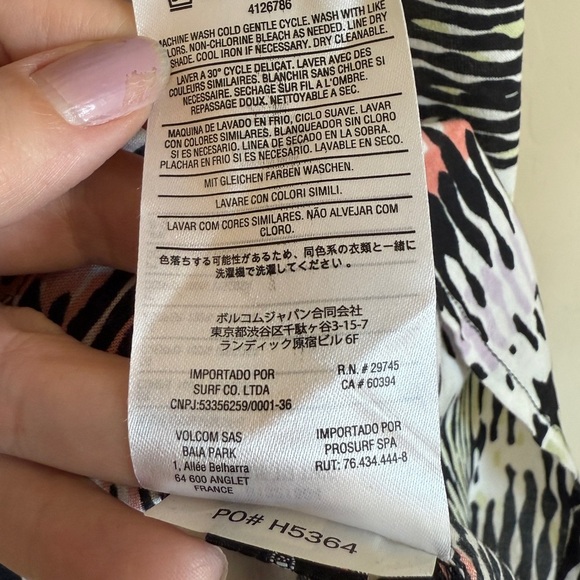 4126786
MACHINE WASH COLD GENTLE CYCLE. WASH WITH LIKE
COLORS. NON-CHLORINE BLEACH AS NEEDED. LINE DRY
SHADE. COOL IRON IF NECESSARY. DRY CLEANABLE.
LAVER A 30° CYCLE DELICAT. LAVER AVEC DES
COULEURS SIMILAIRES. BLANCHIR SANS CHLORE SI
NECESSAIRE. SECHAGE SUR FIL A L'OMBRE.
REPASSAGE DOUX. NETTOYABLE A SEC.
MAQUINA DE LAVADO EN FRIO, CICLO SUAVE. LAVAR
CON COLORES SIMILARES. BLANQUEADOR SIN CLORO
SI ES NECESARIO. LINEA DE SECADO EN LA SOBRA.
PLACHAR EN FRIO SI ES NECESARIO. LAVABLE EN SECO.
MIT GLEICHEN FARBEN WASCHEN.
LAVARE CON COLORI SIMILI.
LAVAR COM CORES SIMILARES. NÃO ALVEJAR COM
CLORO.
色落ちする可能性があるため、同色系の衣類と一緒に
洗濯機で洗濯してください。
ボルコムジャパン合同会社
東京都渋谷区千駄ヶ谷3-15-7
ランディック原宿ビル 6F
IMPORTADO POR
SURF CO. LTDA
CNPJ:53356259/0001-36
R.N. # 29745
CA # 60394
VOLCOM SAS
BAIA PARK
1, Allée Belharra
64 600 ANGLET
FRANCE
IMPORTADO POR
PROSURF SPA
RUT: 76.434.444-8
PO# H5364